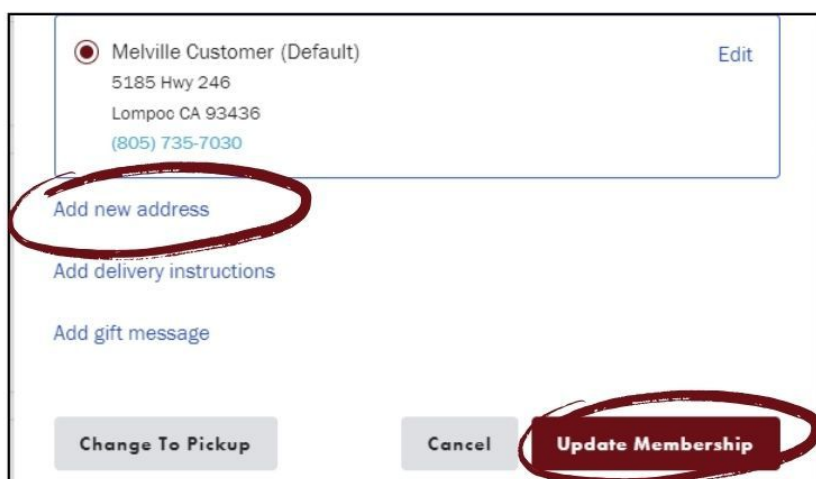 Melville Customer (Default)
Edit
5185 Hwy 246
Lompoc CA 93436
(805) 735-7030
Add new address
Add delivery instructions
Add gift message
Change To Pickup
Cancel
Update Membership